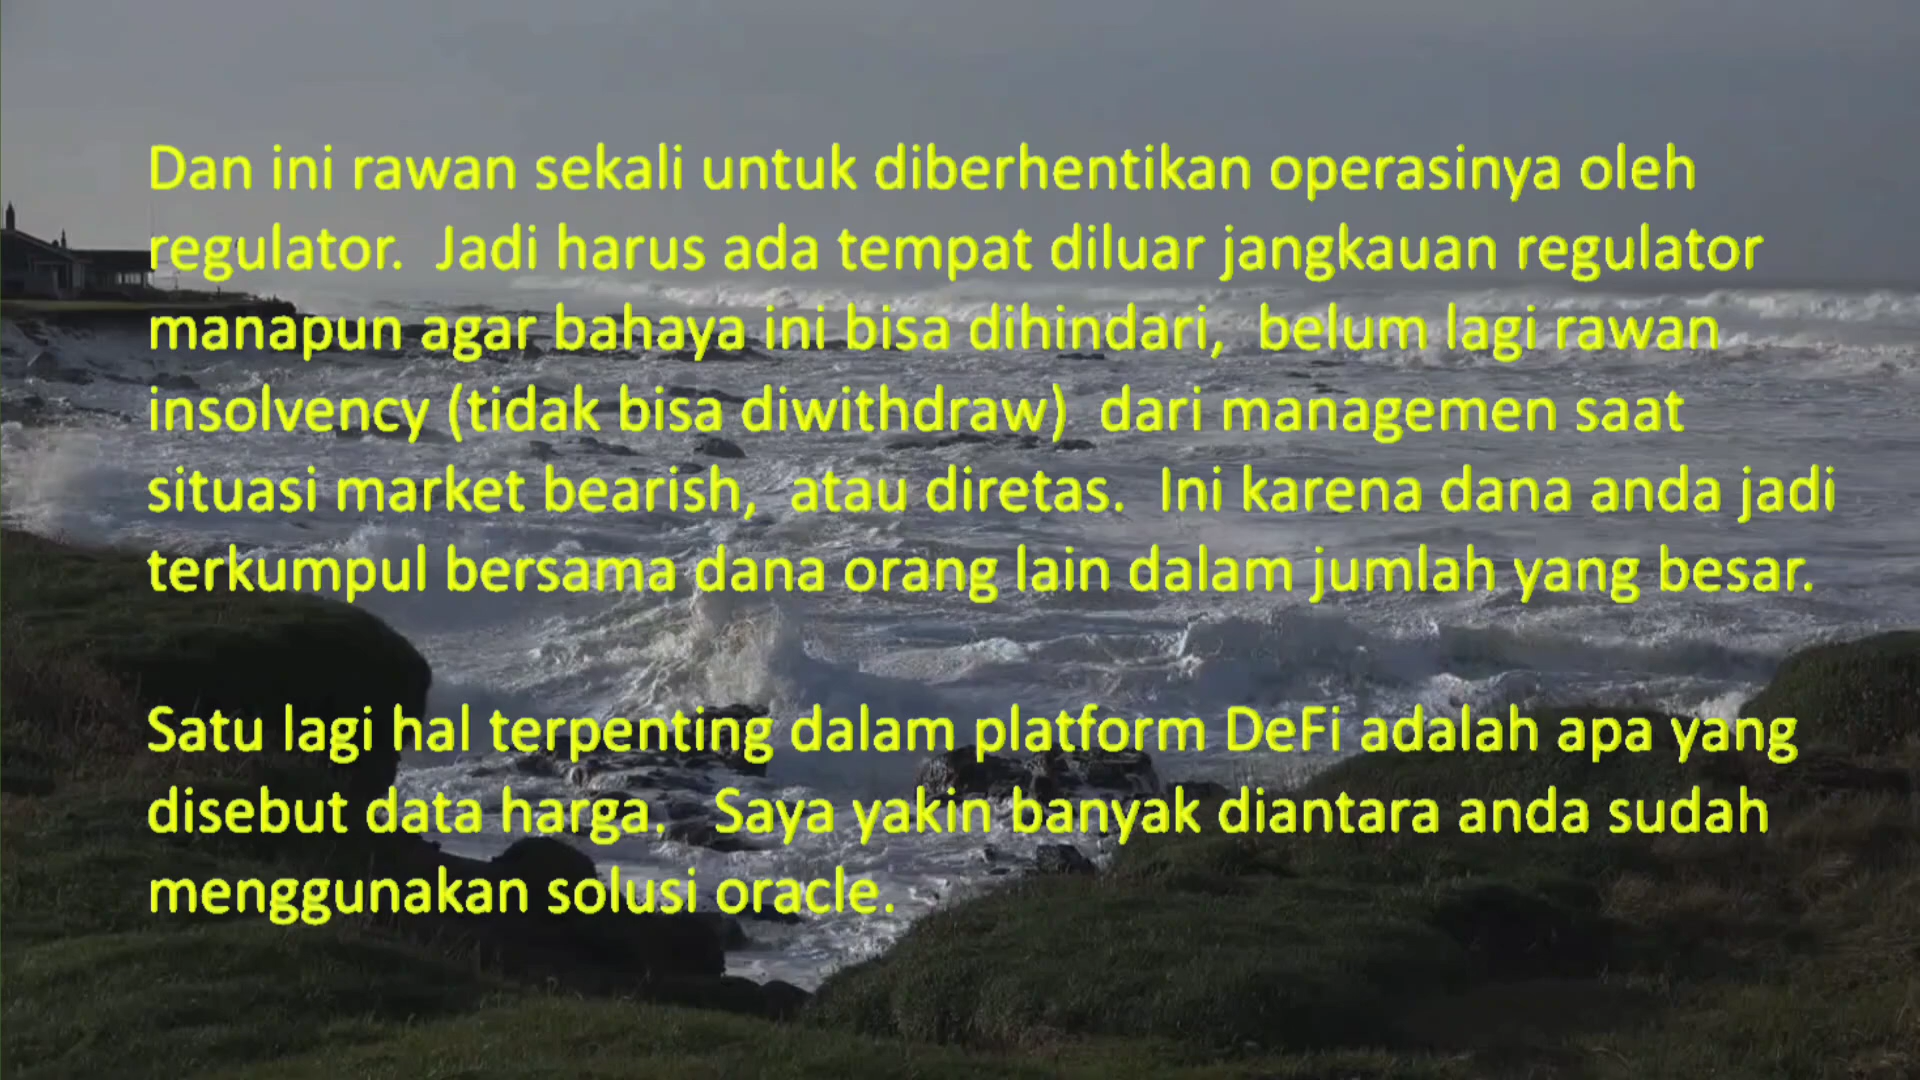 Dan ini rawan sekali untuk diberhentikan operasinya oleh
regulator.  Jadi harus ada tempat diluar jangkauan regulator
manapun agar bahaya ini bisa dihindari,  belum lagi rawan
insolvency (tidak bisa diwithdraw)  dari managemen saat
situasi market bearish,  atau diretas.  Ini karena dana anda jadi
terkumpul bersama dana orang lain dalam jumlah yang besar.
Satu lagi hal terpenting dalam platform DeFi adalah apa yang
disebut data harga.   Saya yakin banyak diantara anda sudah
menggunakan solusi oracle.